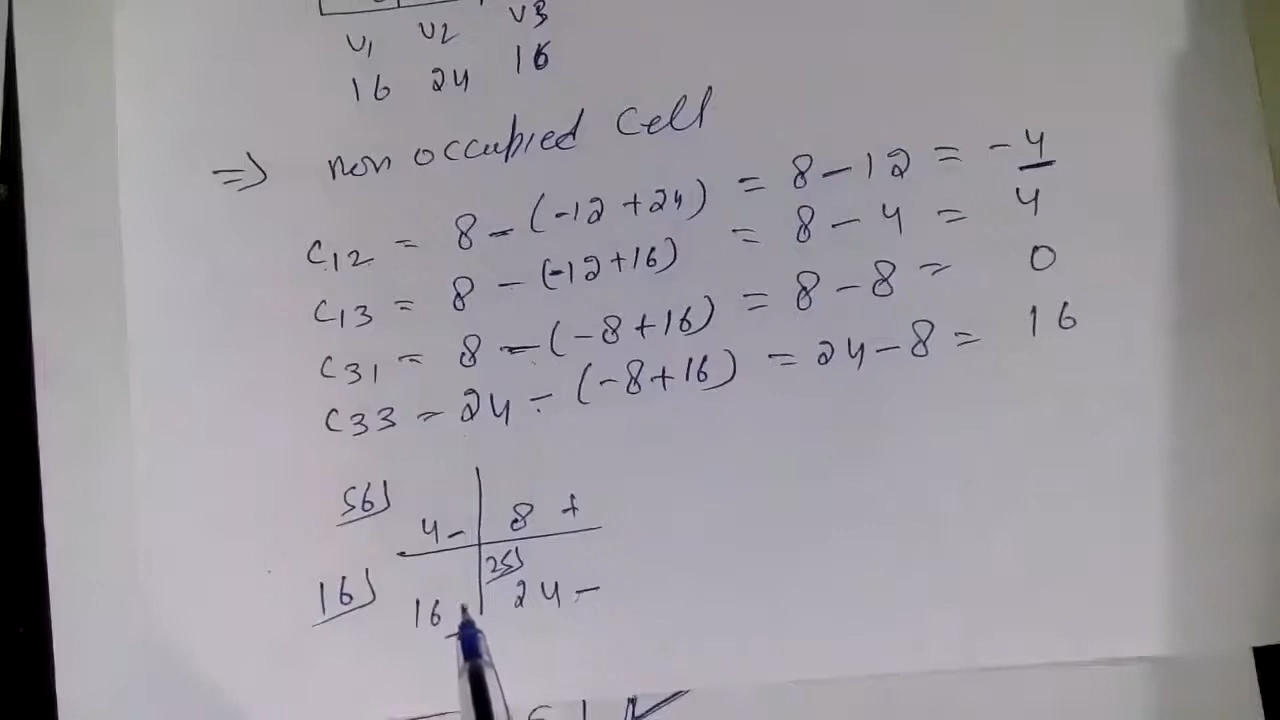 V1 V2 V3
16 24 16
=> non occubied cell
C12 = 8 - (-12 + 24) = 8 - 12 = - 4
C13 = 8 - (-12 + 16) = 8 - 4 = 4
C31 = 8 - (-8 + 16) = 8 - 8 = 0
C33 = 24 - (-8 + 16) = 24 - 8 = 16
56)
4 - 8 +
16) 25)
16 24 -